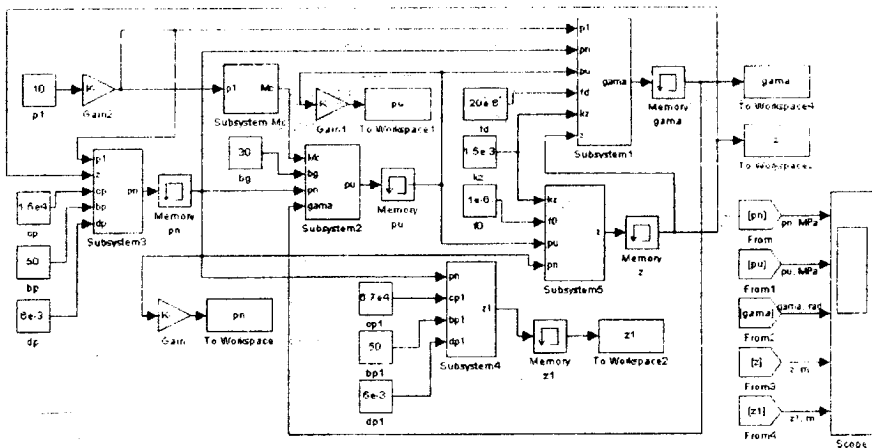 10
p1
K
Gain2
p1 Mc
Subsystem Mc
30
bg
K
Gain1
pu
To Workspace1
20e-6
fd
1.5e-3
kz
1e-6
f0
p1
pn
pu
fd
kz
z
gama
Subsystem1
Memory
gama
gama
To Workspace4
z
To Workspace
p1
z
cp
bp
dp
pn
Subsystem3
1.5e4
cp
50
bp
6e-3
dp
Memory
pn
Mc
bg
pn
gama
pu
Subsystem2
Memory
pu
kz
f0
pu
pn
z
Subsystem5
Memory
z
K
Gain
pn
To Workspace
6.7e4
cp1
50
bp1
6e-3
dp1
pn
cp1
bp1
dp1
z1
Subsystem4
Memory
z1
z1
To Workspace2
[pn]
From
pn, MPa
[pu]
From1
pu, MPa
[gama]
From2
gama, rad
[z]
From3
z, m
[z1]
From4
z1, m
Scope